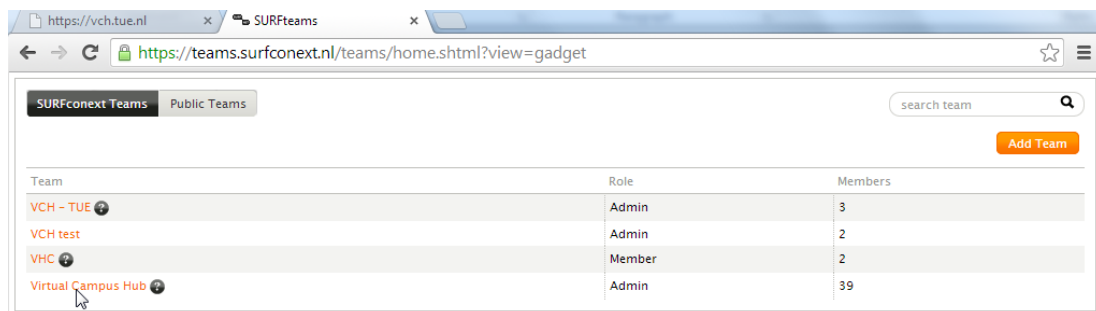 https://vch.tue.nl × SURFteams ×
https://teams.surfconext.nl/teams/home.shtml?view=gadget
SURFconext Teams Public Teams search team
Add Team
Team Role Members
VCH – TUE ? Admin 3
VCH test Admin 2
VHC ? Member 2
Virtual Campus Hub ? Admin 39